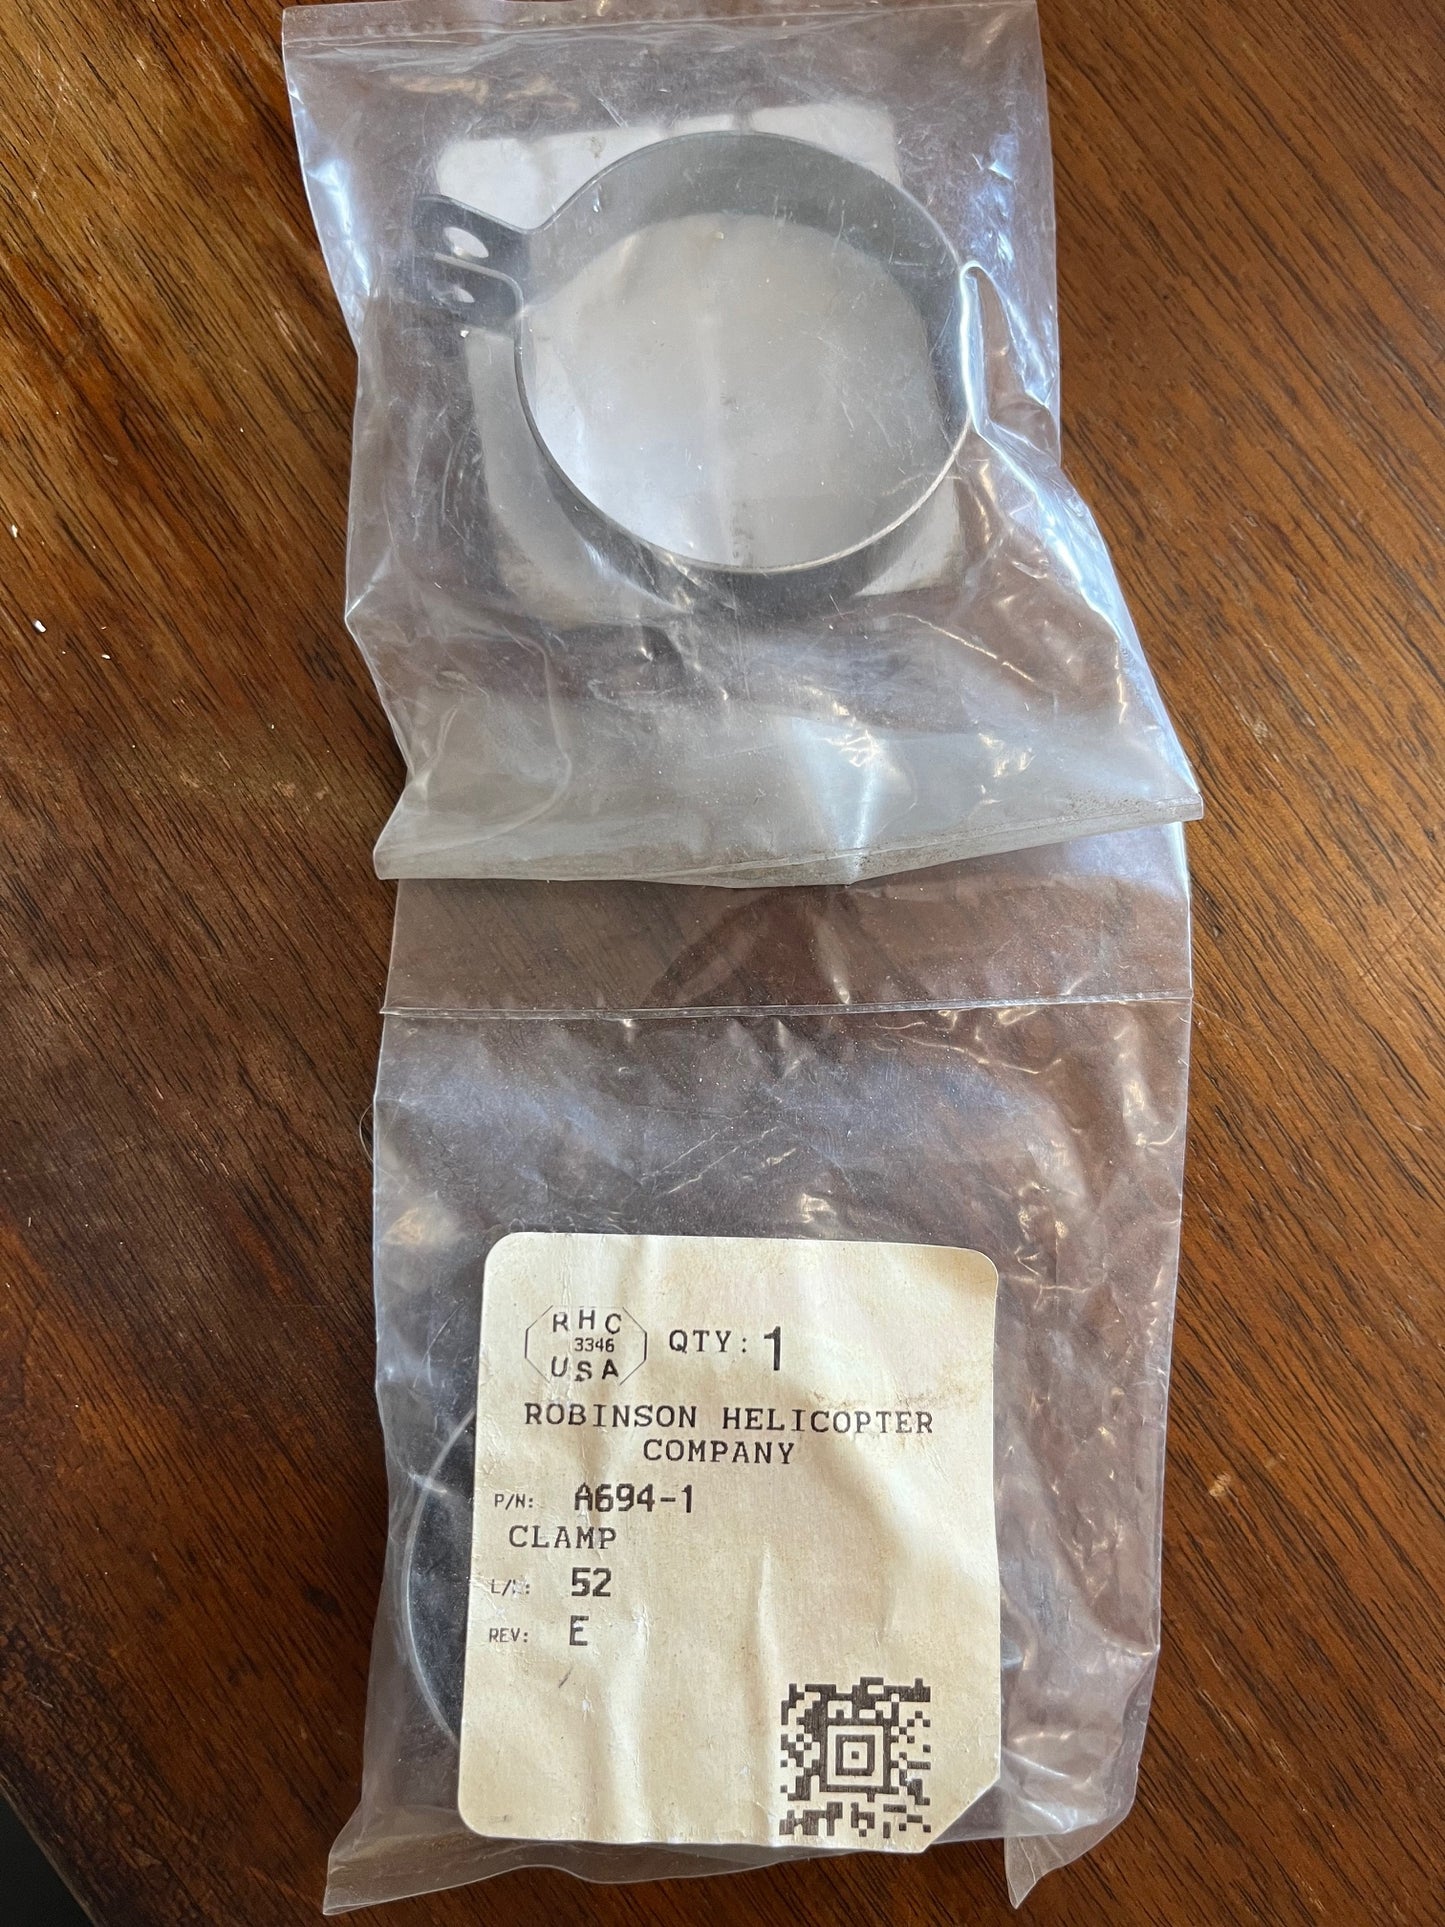 RHC
3346
USA
QTY: 1
ROBINSON HELICOPTER
COMPANY
P/N: A694-1
CLAMP
L/N: 52
REV: E